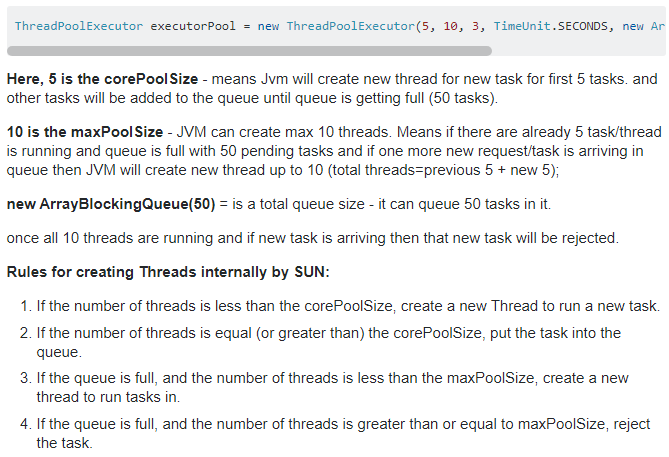 ThreadPoolExecutor executorPool = new ThreadPoolExecutor(5, 10, 3, TimeUnit.SECONDS, new Ar
Here, 5 is the corePoolSize - means Jvm will create new thread for new task for first 5 tasks. and
other tasks will be added to the queue until queue is getting full (50 tasks).
10 is the maxPoolSize - JVM can create max 10 threads. Means if there are already 5 task/thread
is running and queue is full with 50 pending tasks and if one more new request/task is arriving in
queue then JVM will create new thread up to 10 (total threads=previous 5 + new 5);
new ArrayBlockingQueue(50) = is a total queue size - it can queue 50 tasks in it.
once all 10 threads are running and if new task is arriving then that new task will be rejected.
Rules for creating Threads internally by SUN:
1. If the number of threads is less than the corePoolSize, create a new Thread to run a new task.
2. If the number of threads is equal (or greater than) the corePoolSize, put the task into the
queue.
3. If the queue is full, and the number of threads is less than the maxPoolSize, create a new
thread to run tasks in.
4. If the queue is full, and the number of threads is greater than or equal to maxPoolSize, reject
the task.